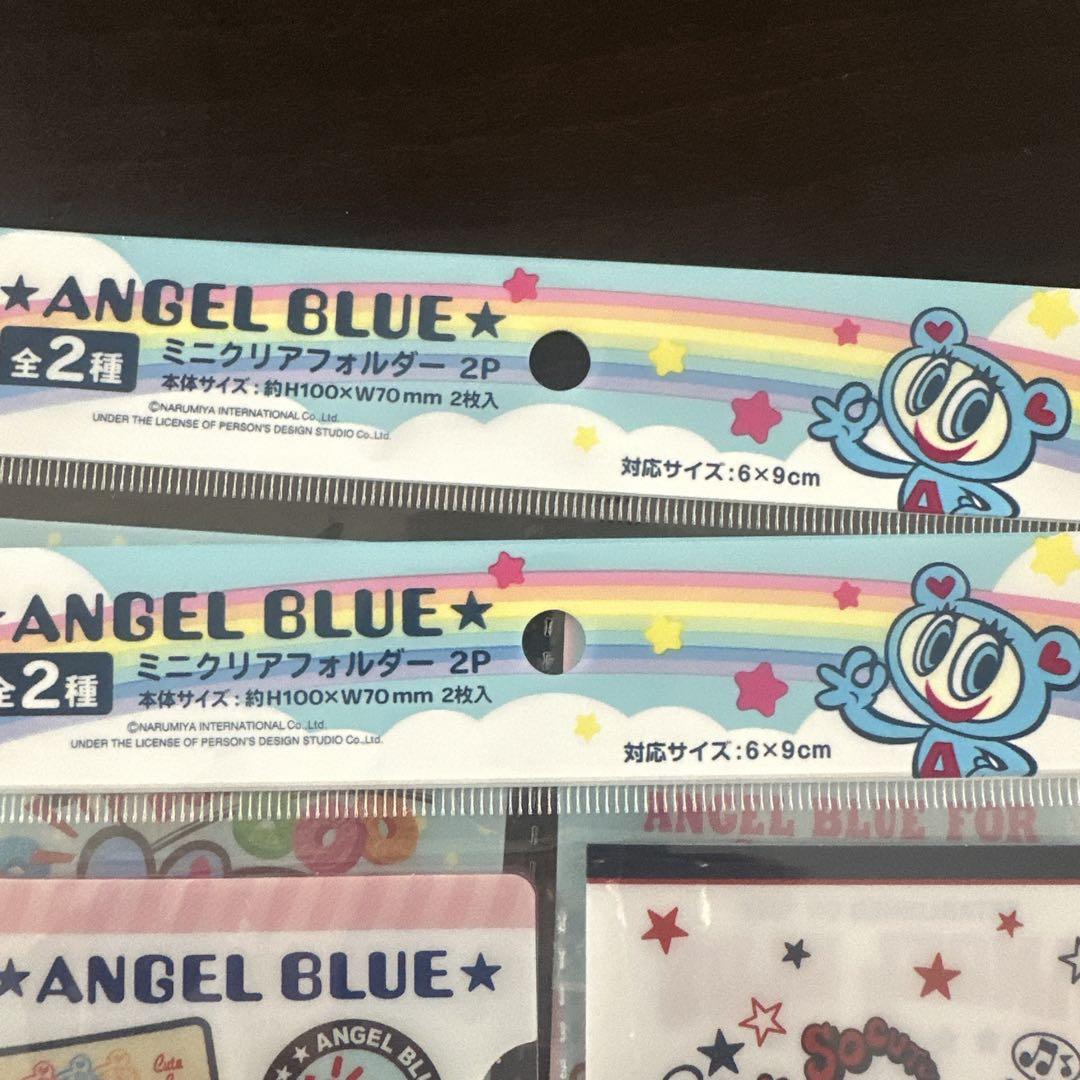 ★ANGEL BLUE★
全2種
ミニクリアフォルダー 2P
本体サイズ:約H100×W70mm 2枚入
©NARUMIYA INTERNATIONAL Co.,Ltd.
UNDER THE LICENSE OF PERSON'S DESIGN STUDIO Co.,Ltd.
対応サイズ:6×9cm
A
ANGEL BLUE★
全2種
ミニクリアフォルダー 2P
本体サイズ:約H100×W70mm 2枚入
©NARUMIYA INTERNATIONAL Co.,Ltd.
UNDER THE LICENSE OF PERSON'S DESIGN STUDIO Co.,Ltd.
対応サイズ:6×9cm
A
ANGEL BLUE FOR
★ANGEL BLUE★
Cute
★ANGEL BL
SO CUTE